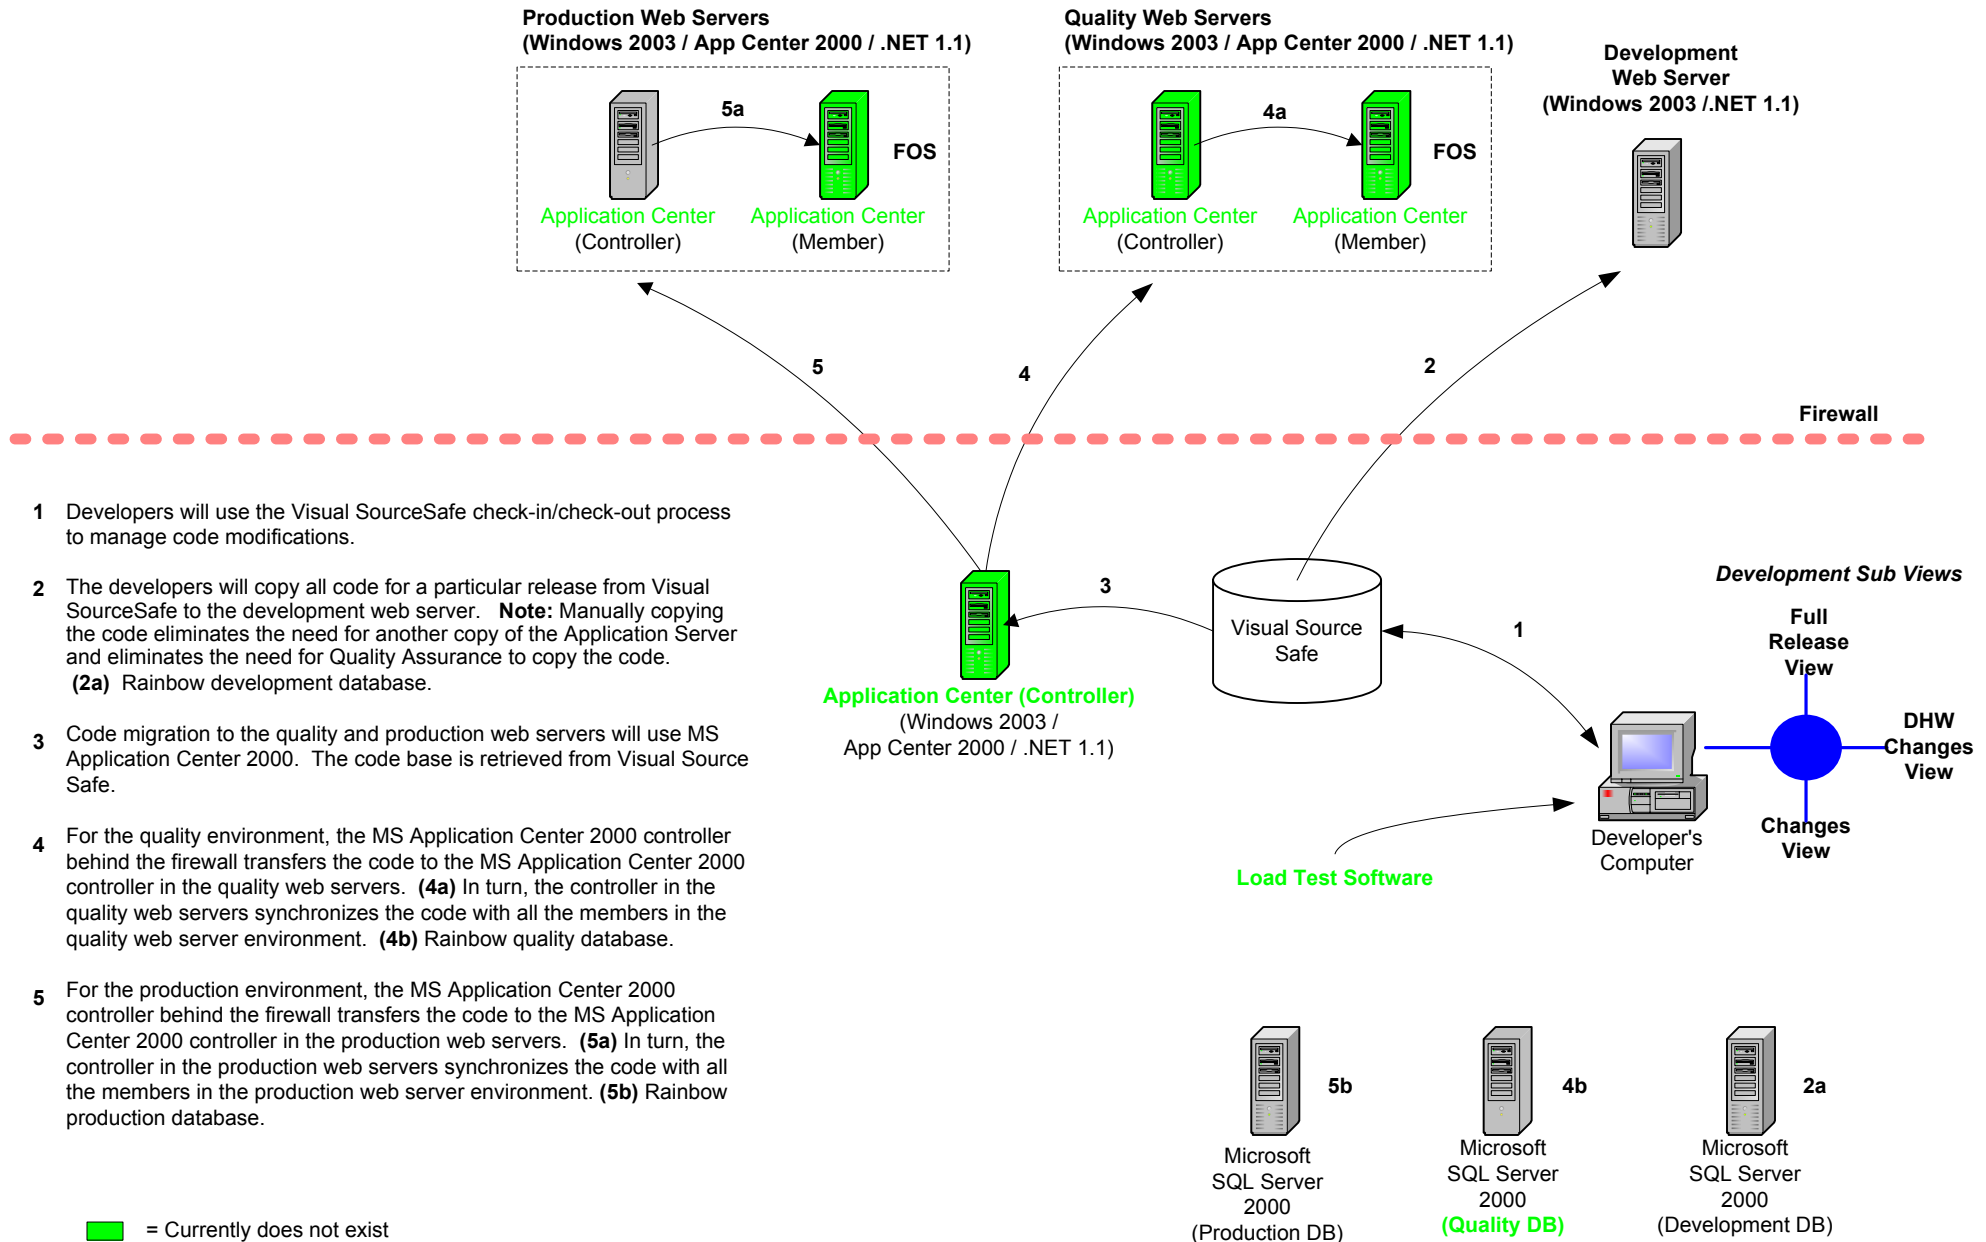 Production Web Servers
(Windows 2003 / App Center 2000 / .NET 1.1)
Quality Web Servers
(Windows 2003 / App Center 2000 / .NET 1.1)
Development
Web Server
(Windows 2003 /.NET 1.1)
5a
FOS
Application Center
(Controller)
Application Center
(Member)
4a
FOS
Application Center
(Controller)
Application Center
(Member)
5
4
2
Firewall
1 Developers will use the Visual SourceSafe check-in/check-out process
to manage code modifications.
2 The developers will copy all code for a particular release from Visual
SourceSafe to the development web server. Note: Manually copying
the code eliminates the need for another copy of the Application Server
and eliminates the need for Quality Assurance to copy the code.
(2a) Rainbow development database.
3 Code migration to the quality and production web servers will use MS
Application Center 2000. The code base is retrieved from Visual Source
Safe.
4 For the quality environment, the MS Application Center 2000 controller
behind the firewall transfers the code to the MS Application Center 2000
controller in the quality web servers. (4a) In turn, the controller in the
quality web servers synchronizes the code with all the members in the
quality web server environment. (4b) Rainbow quality database.
5 For the production environment, the MS Application Center 2000
controller behind the firewall transfers the code to the MS Application
Center 2000 controller in the production web servers. (5a) In turn, the
controller in the production web servers synchronizes the code with all
the members in the production web server environment. (5b) Rainbow
production database.
= Currently does not exist
3
Application Center (Controller)
(Windows 2003 /
App Center 2000 / .NET 1.1)
Visual Source
Safe
1
Development Sub Views
Full
Release
View
DHW
Changes
View
Changes
View
Developer's
Computer
Load Test Software
5b
Microsoft
SQL Server
2000
(Production DB)
4b
Microsoft
SQL Server
2000
(Quality DB)
2a
Microsoft
SQL Server
2000
(Development DB)